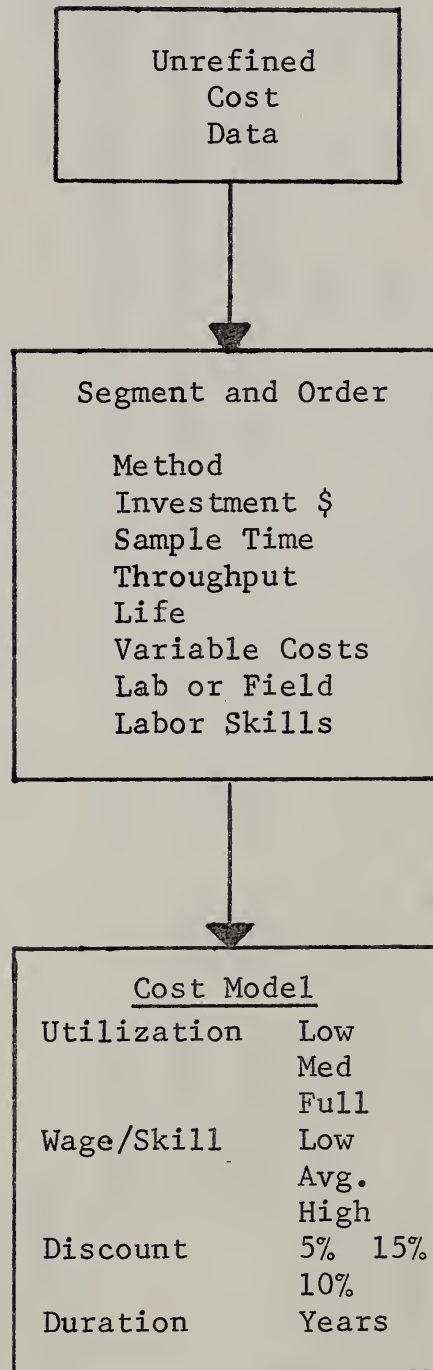 Unrefined
Cost
Data
Segment and Order
Method
Investment $
Sample Time
Throughput
Life
Variable Costs
Lab or Field
Labor Skills
Cost Model
Utilization Low
Med
Full
Wage/Skill Low
Avg.
High
Discount 5% 15%
10%
Duration Years